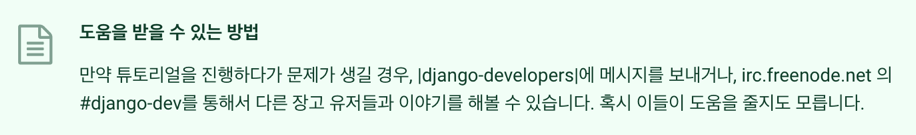 도움을 받을 수 있는 방법
만약 튜토리얼을 진행하다가 문제가 생길 경우, |django-developers|에 메시지를 보내거나, irc.freenode.net 의
#django-dev를 통해서 다른 장고 유저들과 이야기를 해볼 수 있습니다. 혹시 이들이 도움을 줄지도 모릅니다.